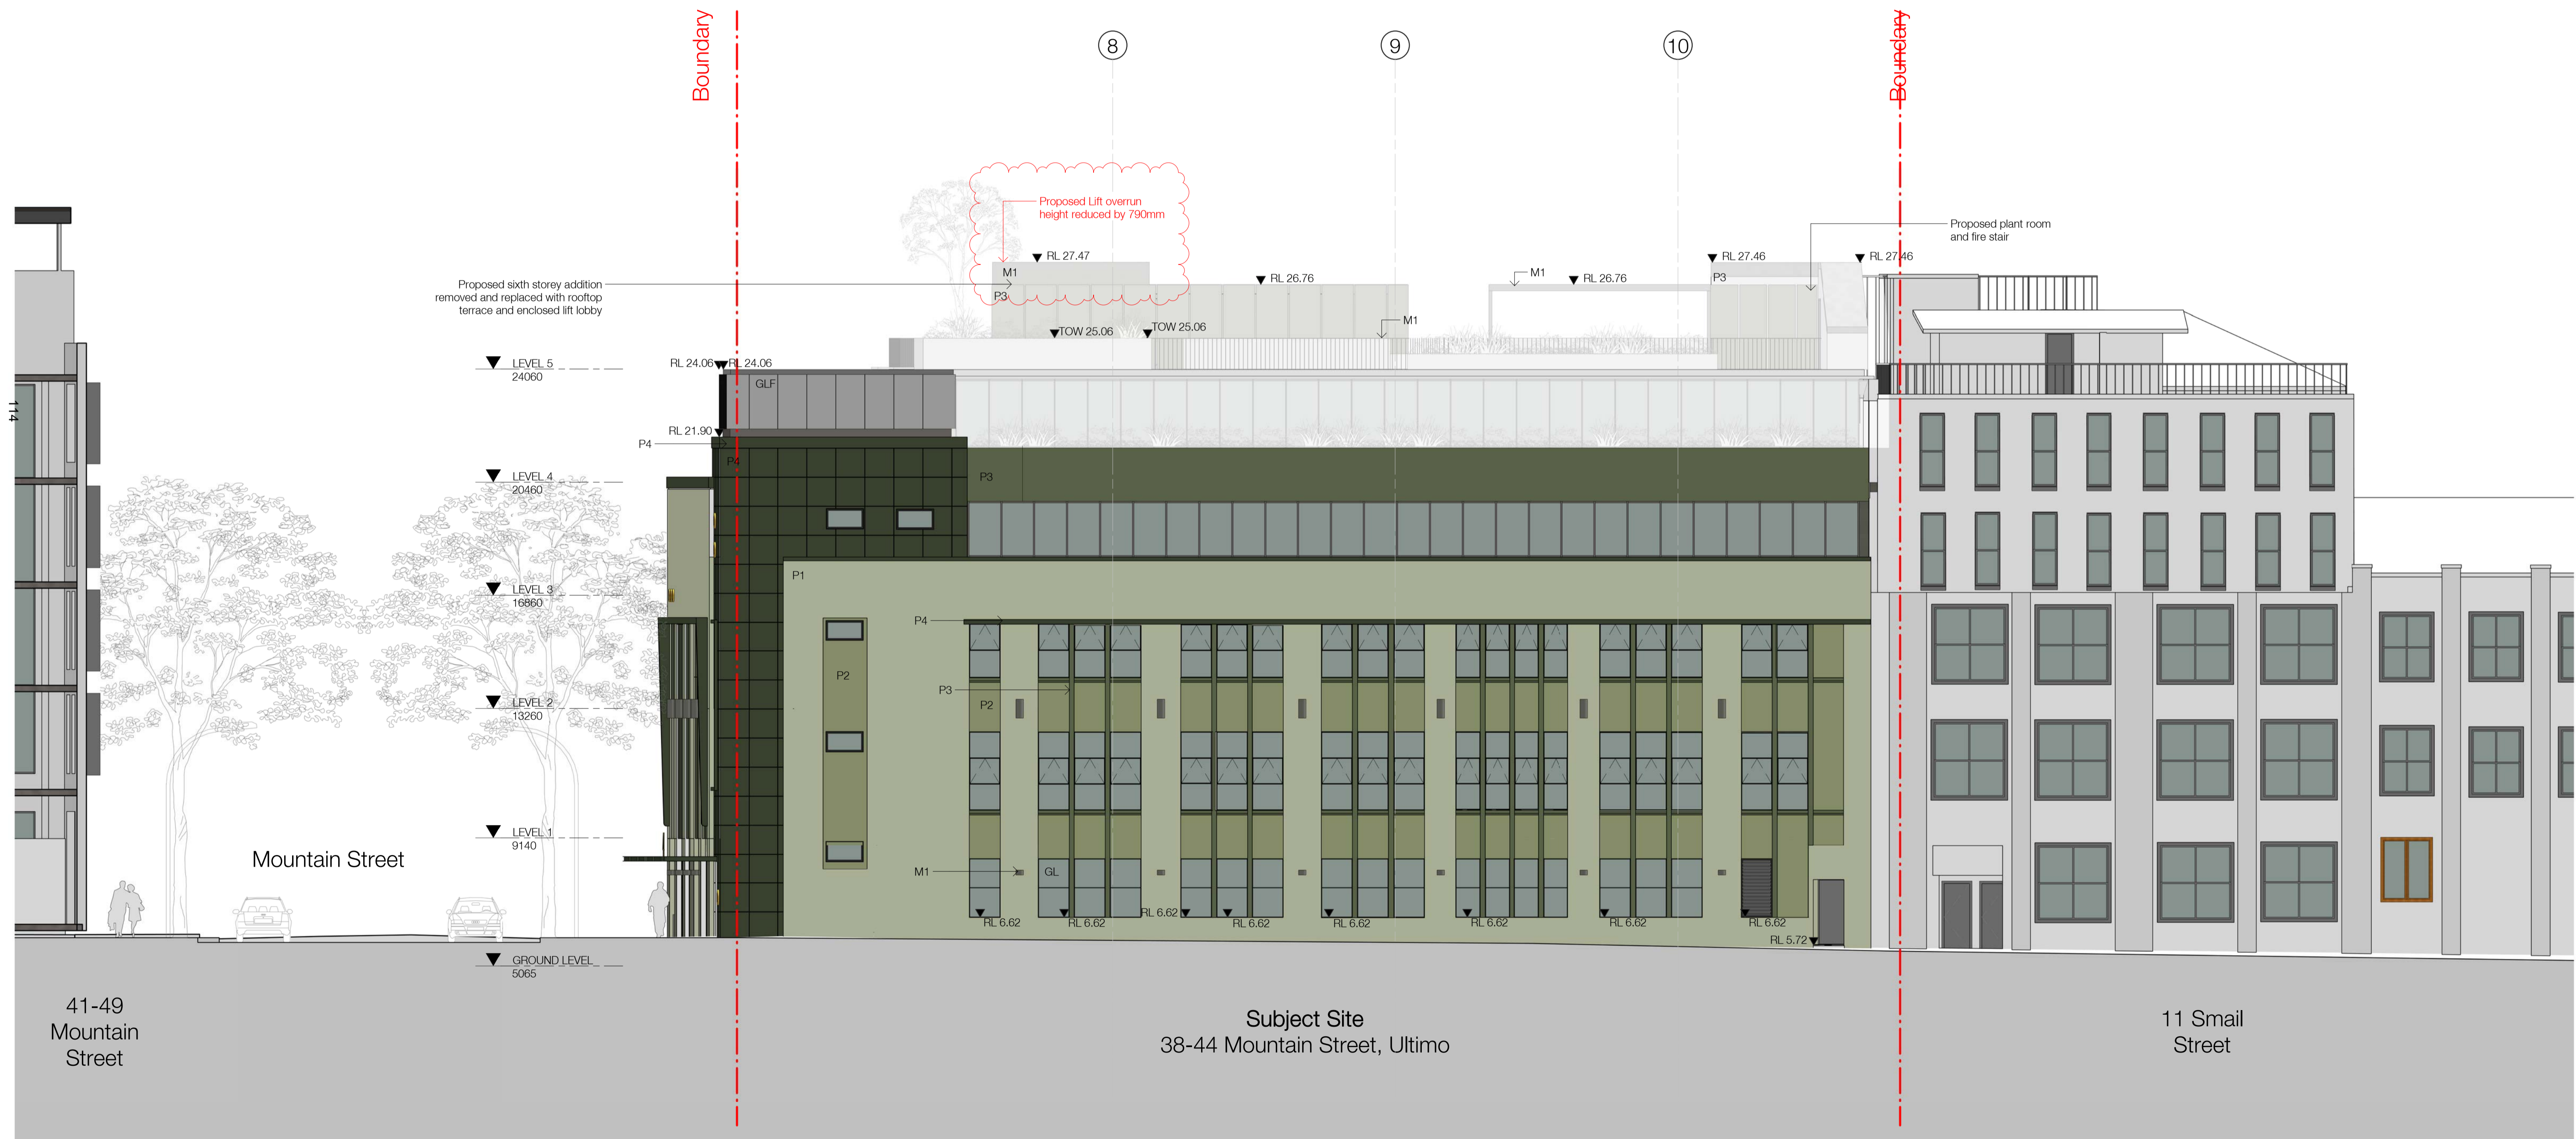 Boundary
8
9
10
Boundary
Proposed Lift overrun
height reduced by 790mm
Proposed plant room
and fire stair
RL 27.47
RL 27.46
RL 27.46
M1
P3
RL 26.76
M1
RL 26.76
P3
Proposed sixth storey addition
removed and replaced with rooftop
terrace and enclosed lift lobby
TOW 25.06
TOW 25.06
M1
LEVEL 5
24060
RL 24.06
RL 24.06
GLF
114
RL 21.90
P4
P4
P3
LEVEL 4
20460
P1
LEVEL 3
16860
P4
P2
P3
P2
LEVEL 2
13260
LEVEL 1
9140
Mountain Street
M1
GL
RL 6.62
RL 6.62
RL 6.62
RL 6.62
RL 6.62
RL 6.62
RL 6.62
RL 6.62
RL 5.72
GROUND LEVEL
5065
41-49
Mountain
Street
Subject Site
38-44 Mountain Street, Ultimo
11 Smail
Street